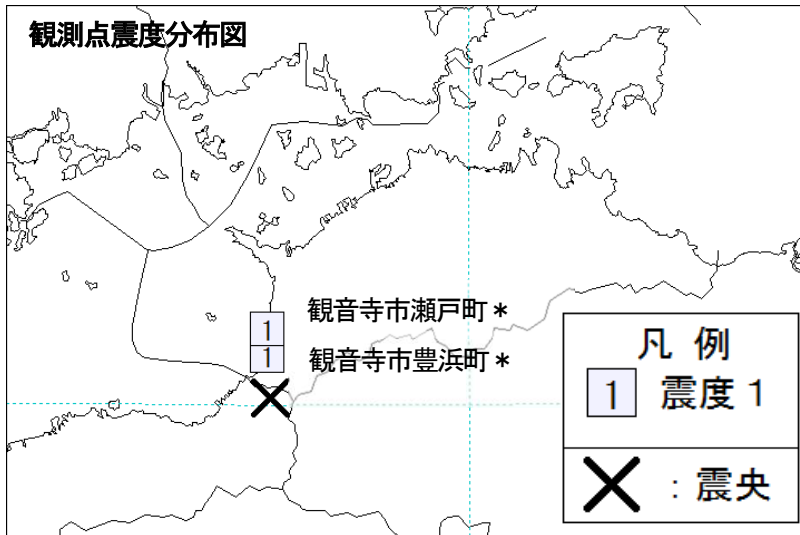 観測点震度分布図
1
観音寺市瀬戸町*
1
観音寺市豊浜町*
凡 例
1 震度1
: 震央